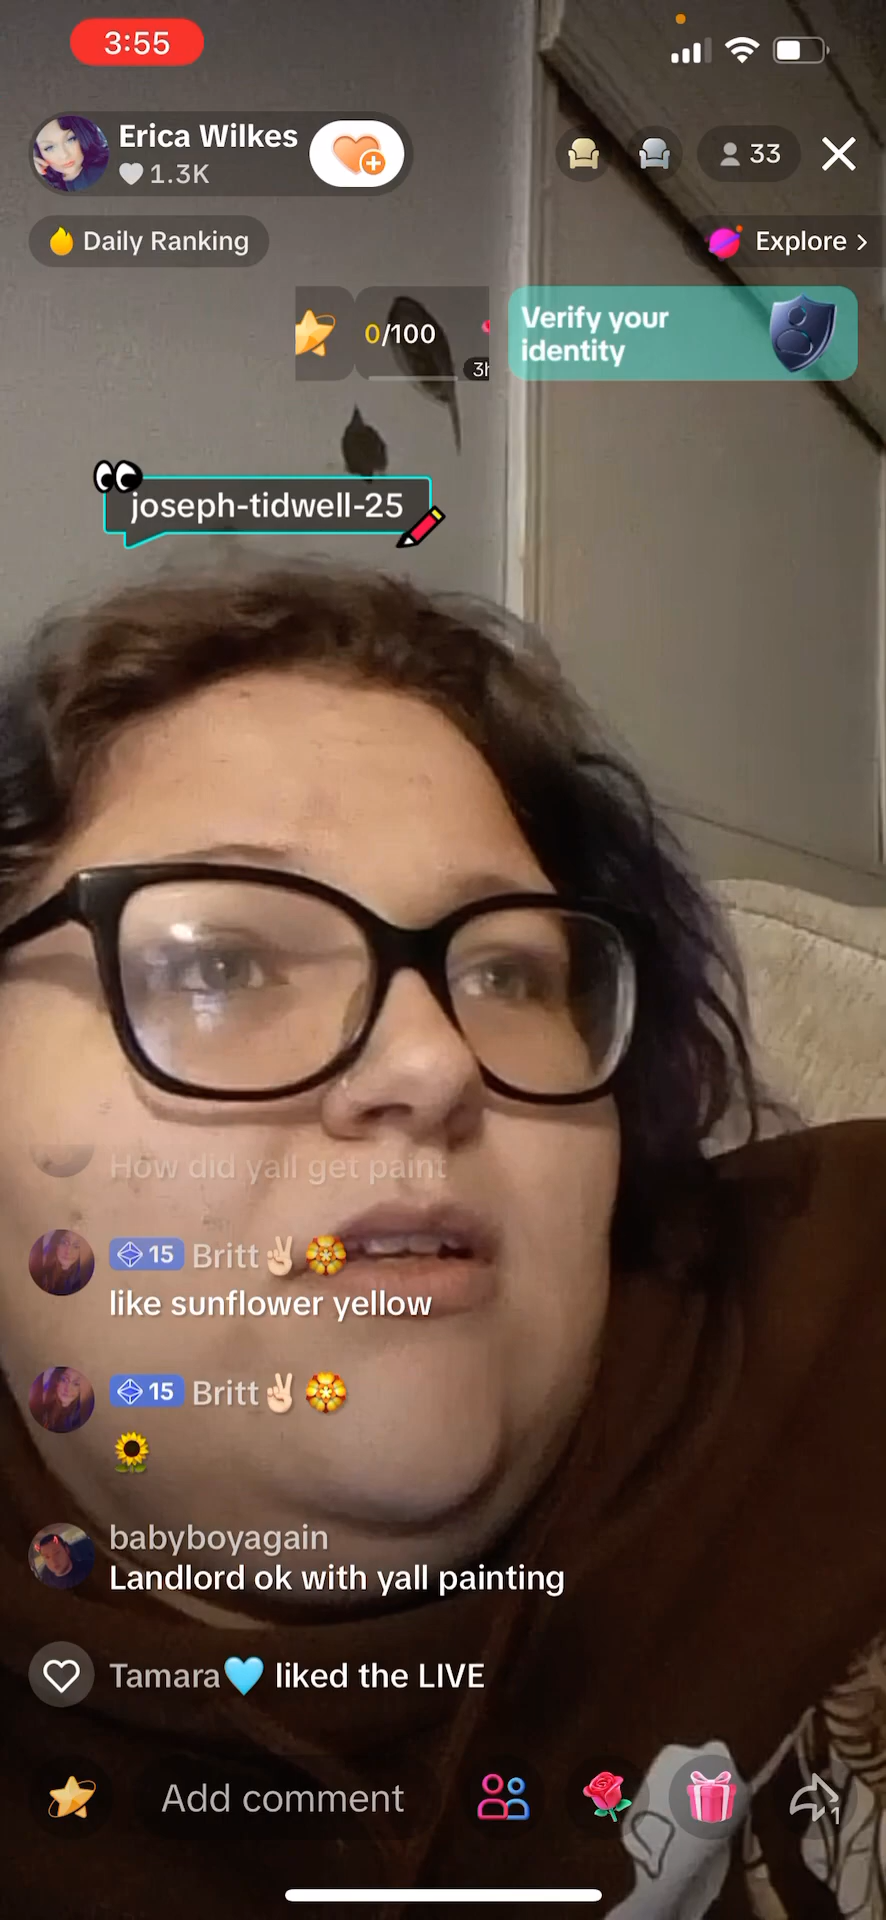 3:55
Erica Wilkes
1.3K
33
Daily Ranking
Explore >
0/100
3h
Verify your
identity
joseph-tidwell-25
How did yall get paint
15 Britt✌🏻🏵️
like sunflower yellow
15 Britt✌🏻🏵️
🌻
babyboyagain
Landlord ok with yall painting
Tamara🩵 liked the LIVE
Add comment
1